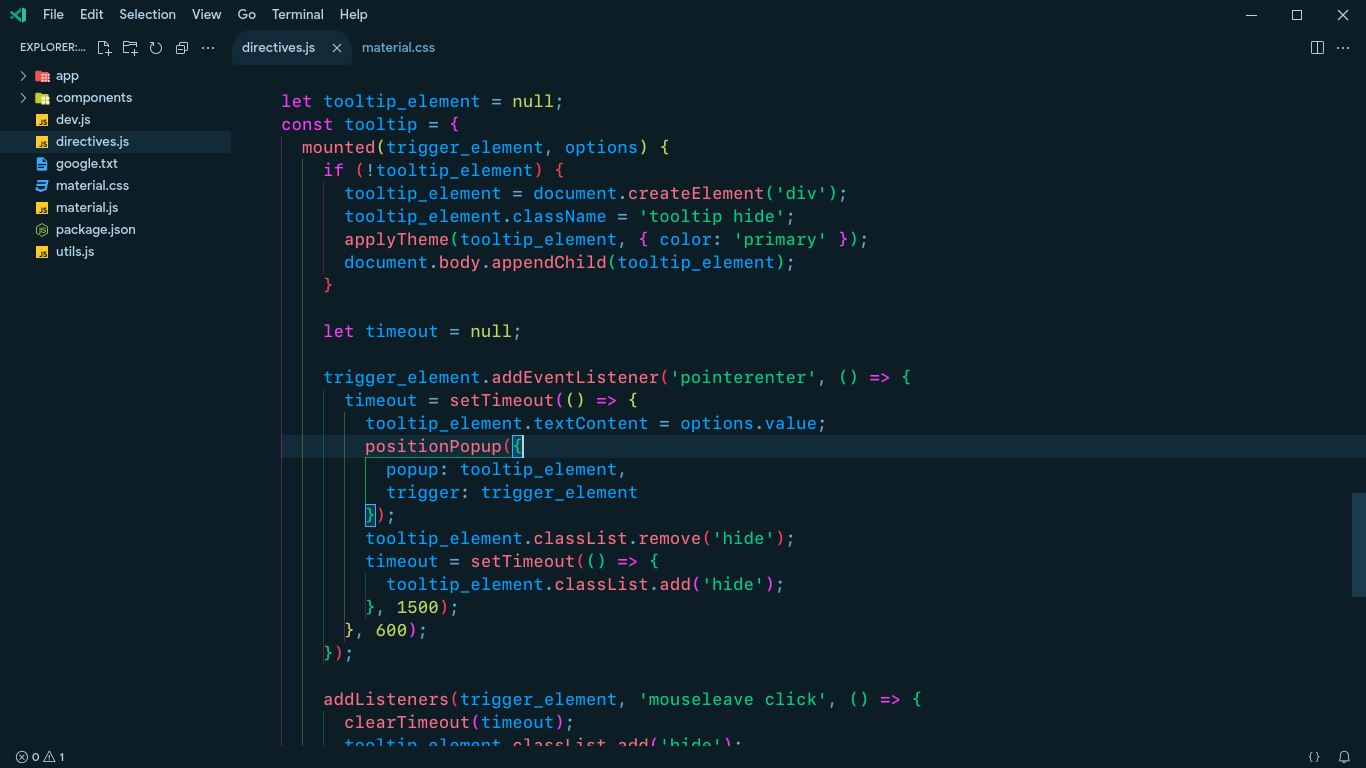 File Edit Selection View Go Terminal Help
EXPLORER:... directives.js material.css
app
components
dev.js
directives.js
google.txt
material.css
material.js
package.json
utils.js
let tooltip_element = null;
const tooltip = {
  mounted(trigger_element, options) {
    if (!tooltip_element) {
      tooltip_element = document.createElement('div');
      tooltip_element.className = 'tooltip hide';
      applyTheme(tooltip_element, { color: 'primary' });
      document.body.appendChild(tooltip_element);
    }
    let timeout = null;
    trigger_element.addEventListener('pointerenter', () => {
      timeout = setTimeout(() => {
        tooltip_element.textContent = options.value;
        positionPopup({
          popup: tooltip_element,
          trigger: trigger_element
        });
        tooltip_element.classList.remove('hide');
        timeout = setTimeout(() => {
          tooltip_element.classList.add('hide');
        }, 1500);
      }, 600);
    });
    addListeners(trigger_element, 'mouseleave click', () => {
      clearTimeout(timeout);
      tooltip_element.classList.add('hide');
0 1 {}